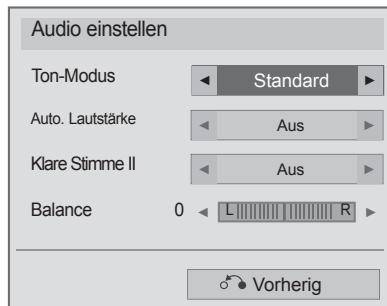 Audio einstellen
Ton-Modus ◄ Standard ►
Auto. Lautstärke ◄ Aus ►
Klare Stimme II ◄ Aus ►
Balance 0 ◄ L R ►
Vorherig